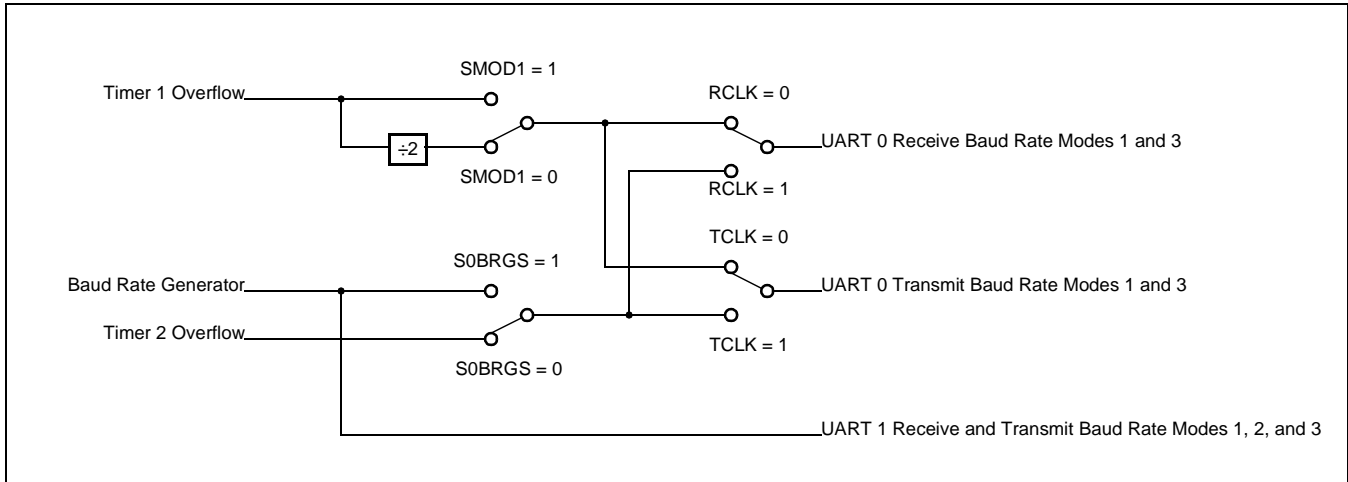 SMOD1 = 1
Timer 1 Overflow
RCLK = 0
÷2
UART 0 Receive Baud Rate Modes 1 and 3
SMOD1 = 0
RCLK = 1
TCLK = 0
S0BRGS = 1
Baud Rate Generator
UART 0 Transmit Baud Rate Modes 1 and 3
Timer 2 Overflow
TCLK = 1
S0BRGS = 0
UART 1 Receive and Transmit Baud Rate Modes 1, 2, and 3